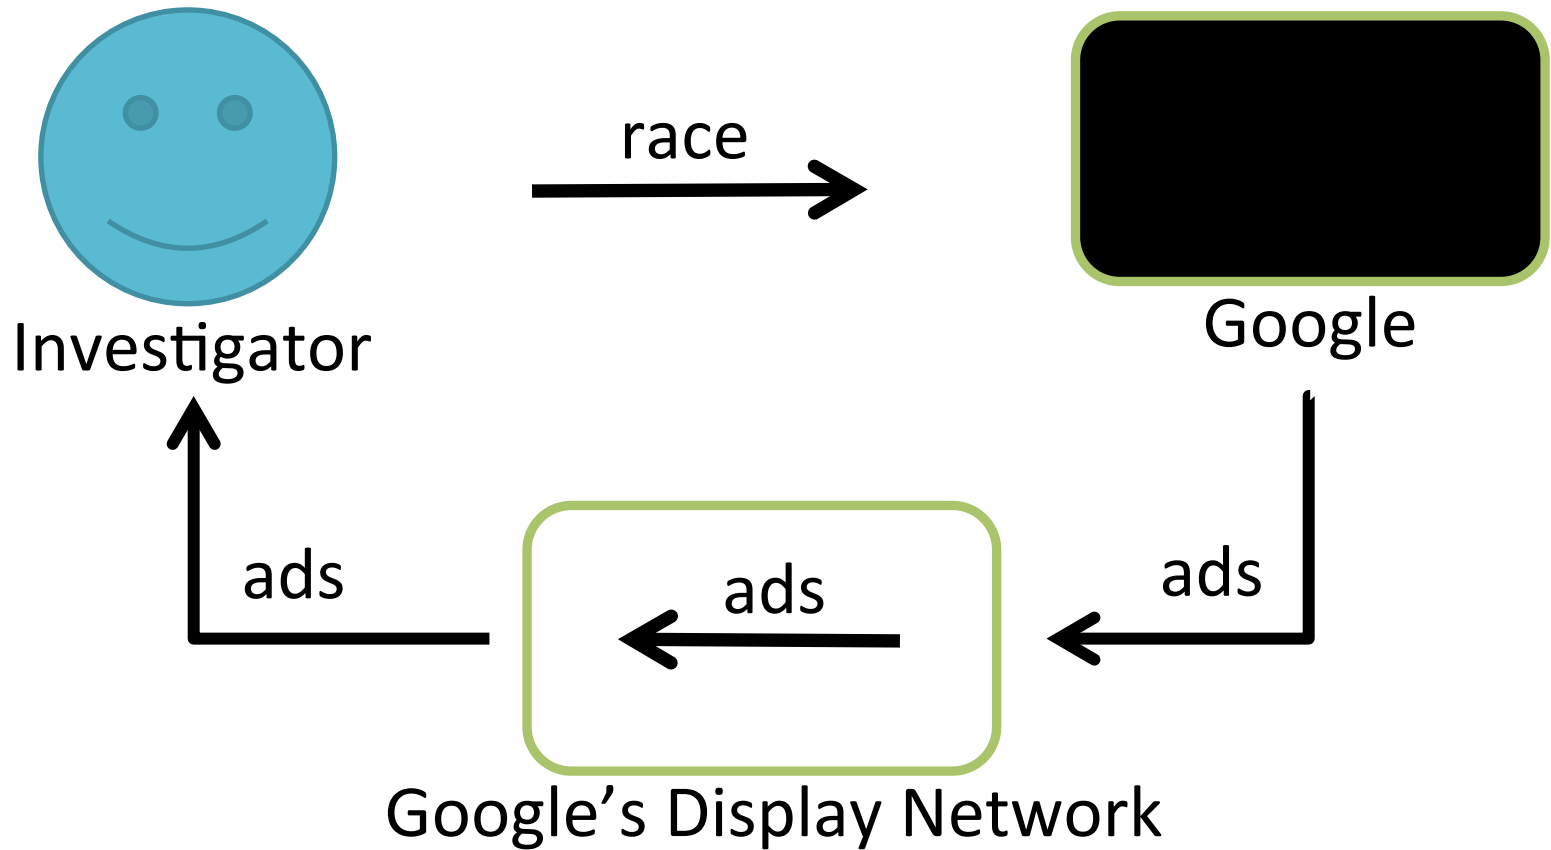 race
Investigator
Google
ads
ads
ads
Google’s Display Network